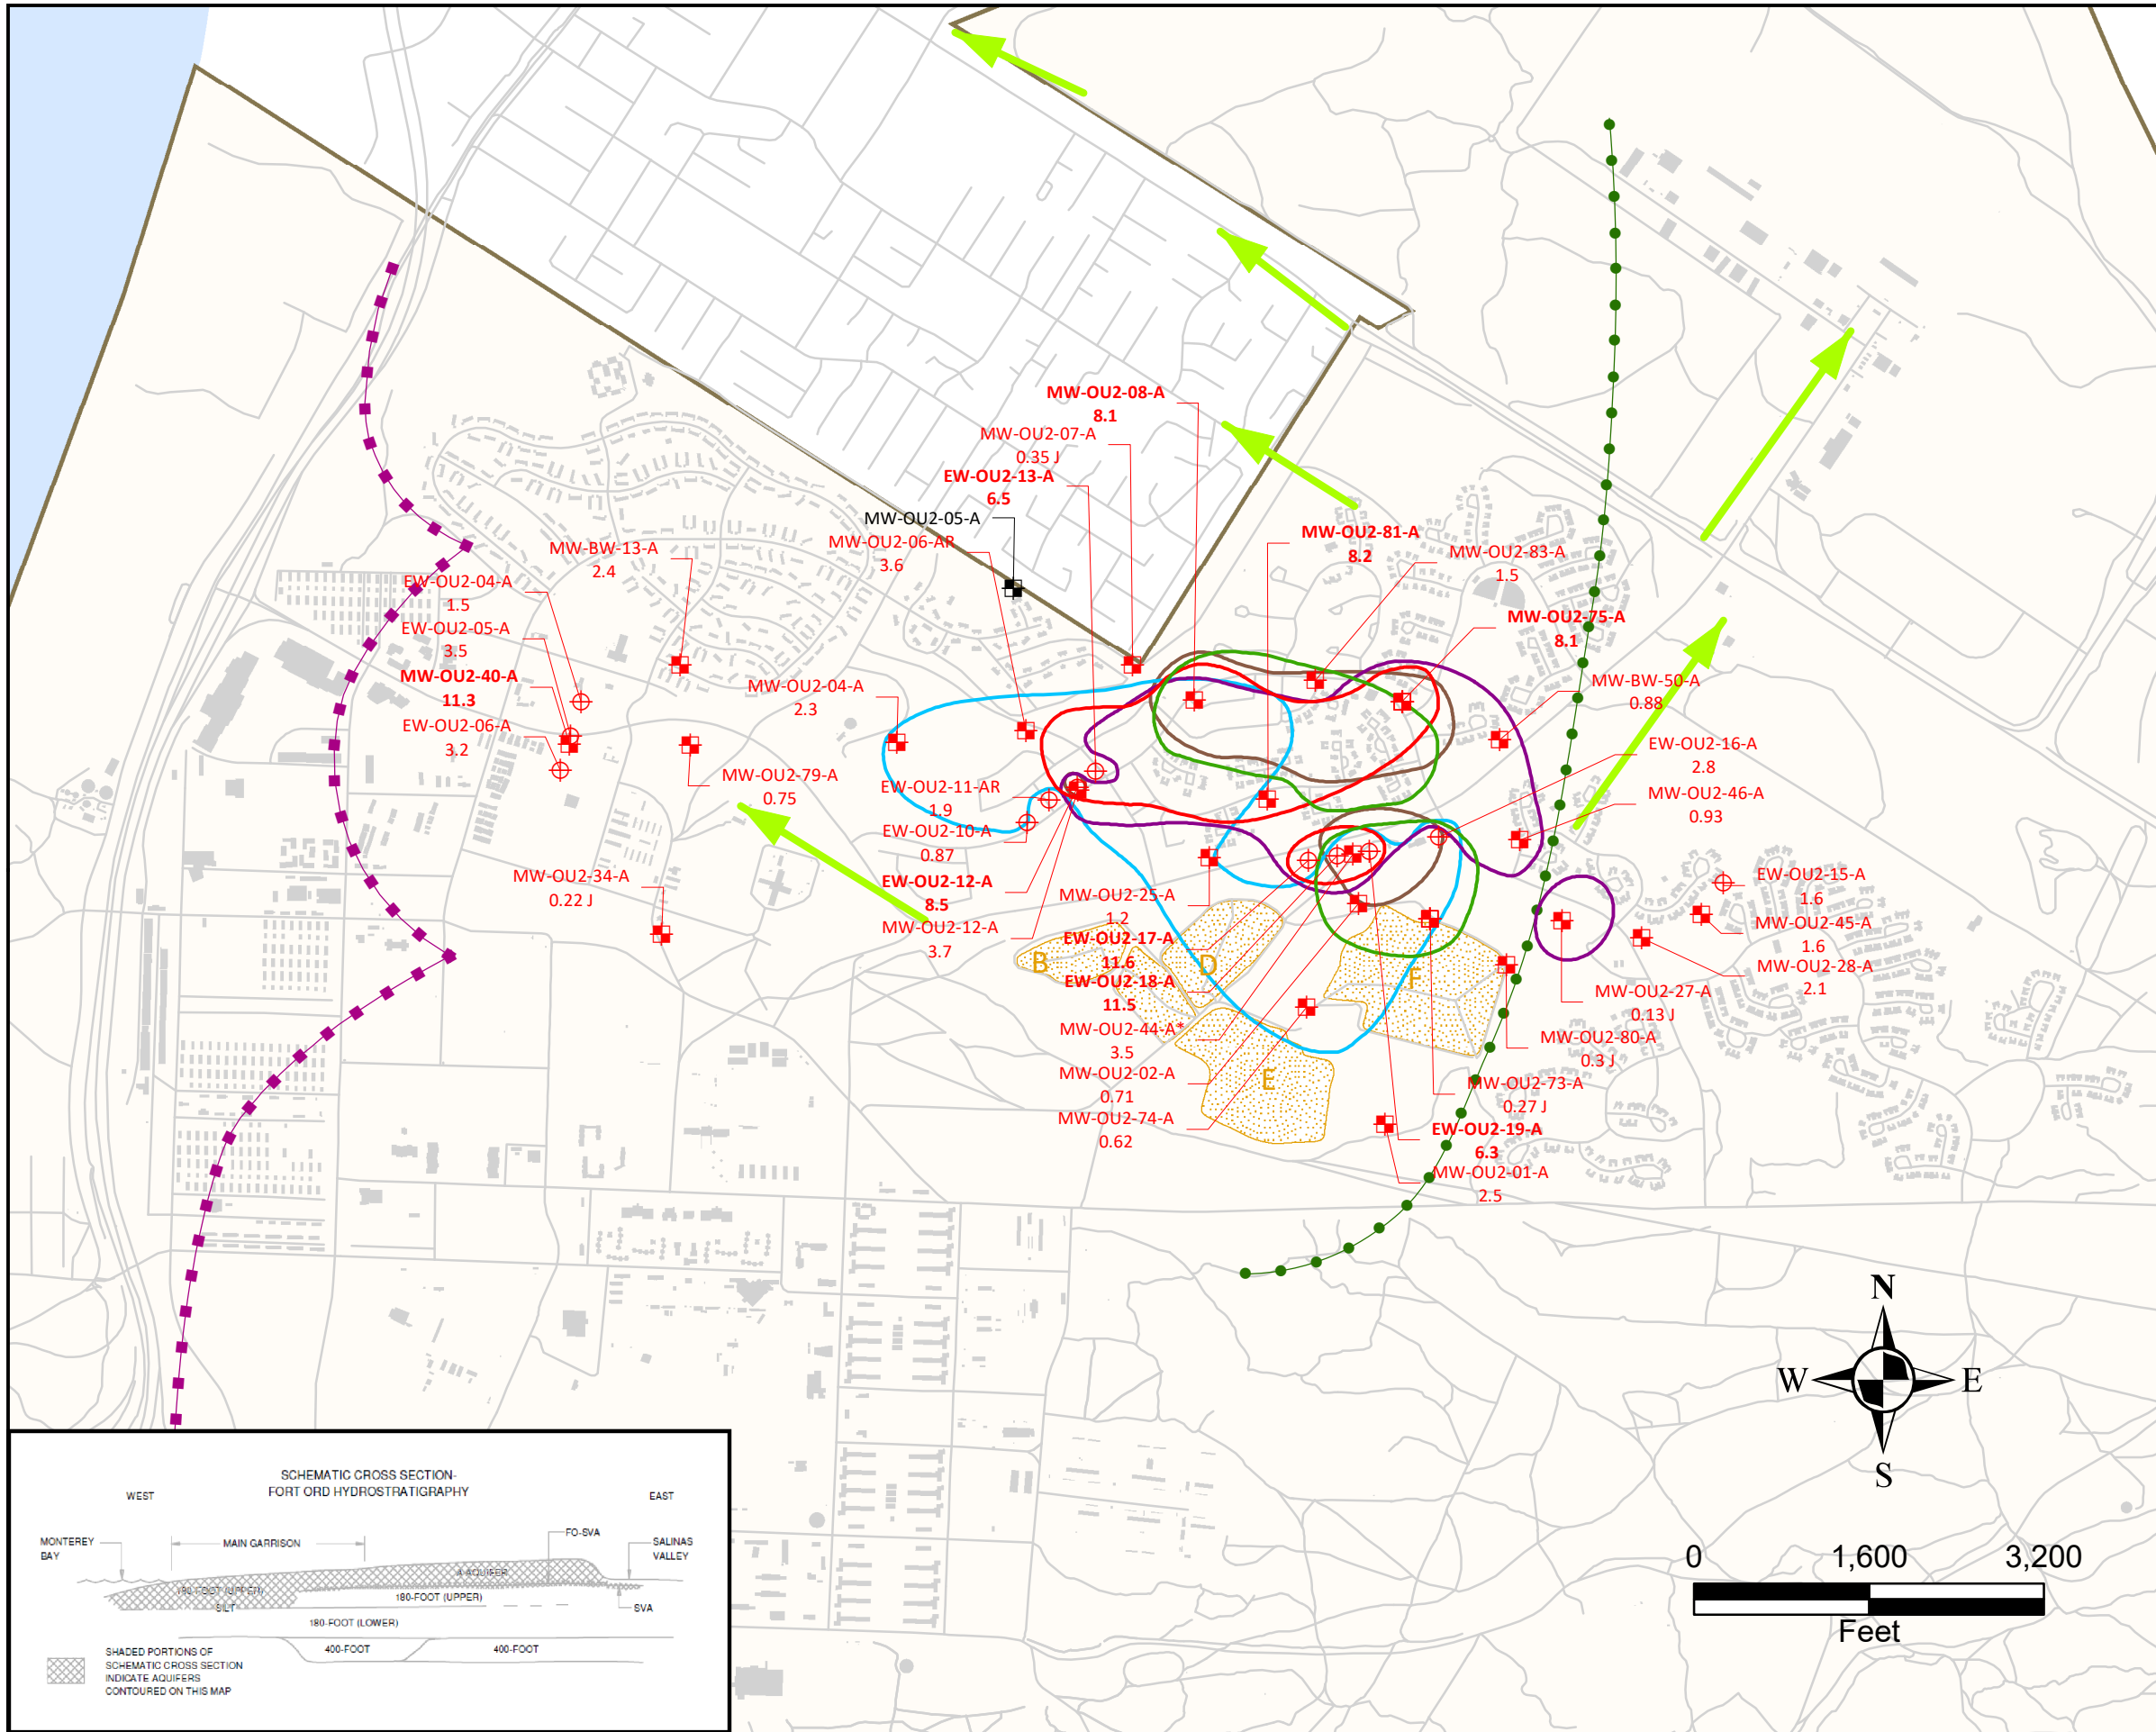 MW-OU2-08-A
8.1
MW-OU2-07-A
0.35 J
EW-OU2-13-A
6.5
MW-OU2-05-A
MW-OU2-06-AR
3.6
MW-BW-13-A
2.4
EW-OU2-04-A
1.5
EW-OU2-05-A
3.5
MW-OU2-40-A
11.3
EW-OU2-06-A
3.2
MW-OU2-04-A
2.3
MW-OU2-79-A
0.75
MW-OU2-34-A
0.22 J
MW-OU2-81-A
8.2
MW-OU2-83-A
1.5
MW-OU2-75-A
8.1
MW-BW-50-A
0.88
EW-OU2-16-A
2.8
MW-OU2-46-A
0.93
EW-OU2-11-AR
1.9
EW-OU2-10-A
0.87
EW-OU2-12-A
8.5
MW-OU2-12-A
3.7
MW-OU2-25-A
1.2
EW-OU2-17-A
11.6
EW-OU2-18-A
11.5
MW-OU2-44-A*
3.5
MW-OU2-02-A
0.71
MW-OU2-74-A
0.62
EW-OU2-15-A
1.6
MW-OU2-45-A
1.6
MW-OU2-28-A
2.1
MW-OU2-27-A
0.13 J
MW-OU2-80-A
0.3 J
MW-OU2-73-A
0.27 J
EW-OU2-19-A
6.3
MW-OU2-01-A
2.5
B
D
F
E
N
W
E
S
0 1,600 3,200
Feet
SCHEMATIC CROSS SECTION-
FORT ORD HYDROSTRATIGRAPHY
WEST
EAST
MONTEREY
BAY
MAIN GARRISON
FO-SVA
SALINAS
VALLEY
A-AQUIFER
180-FOOT (UPPER)
SILT
180-FOOT (UPPER)
SVA
180-FOOT (LOWER)
400-FOOT
400-FOOT
SHADED PORTIONS OF
SCHEMATIC CROSS SECTION
INDICATE AQUIFERS
CONTOURED ON THIS MAP